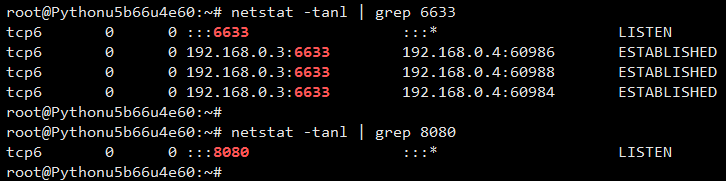 root@Pythonu5b66u4e60:~# netstat -tanl | grep 6633
tcp6 0 0 :::6633 :::* LISTEN
tcp6 0 0 192.168.0.3:6633 192.168.0.4:60986 ESTABLISHED
tcp6 0 0 192.168.0.3:6633 192.168.0.4:60988 ESTABLISHED
tcp6 0 0 192.168.0.3:6633 192.168.0.4:60984 ESTABLISHED
root@Pythonu5b66u4e60:~#
root@Pythonu5b66u4e60:~# netstat -tanl | grep 8080
tcp6 0 0 :::8080 :::* LISTEN
root@Pythonu5b66u4e60:~#